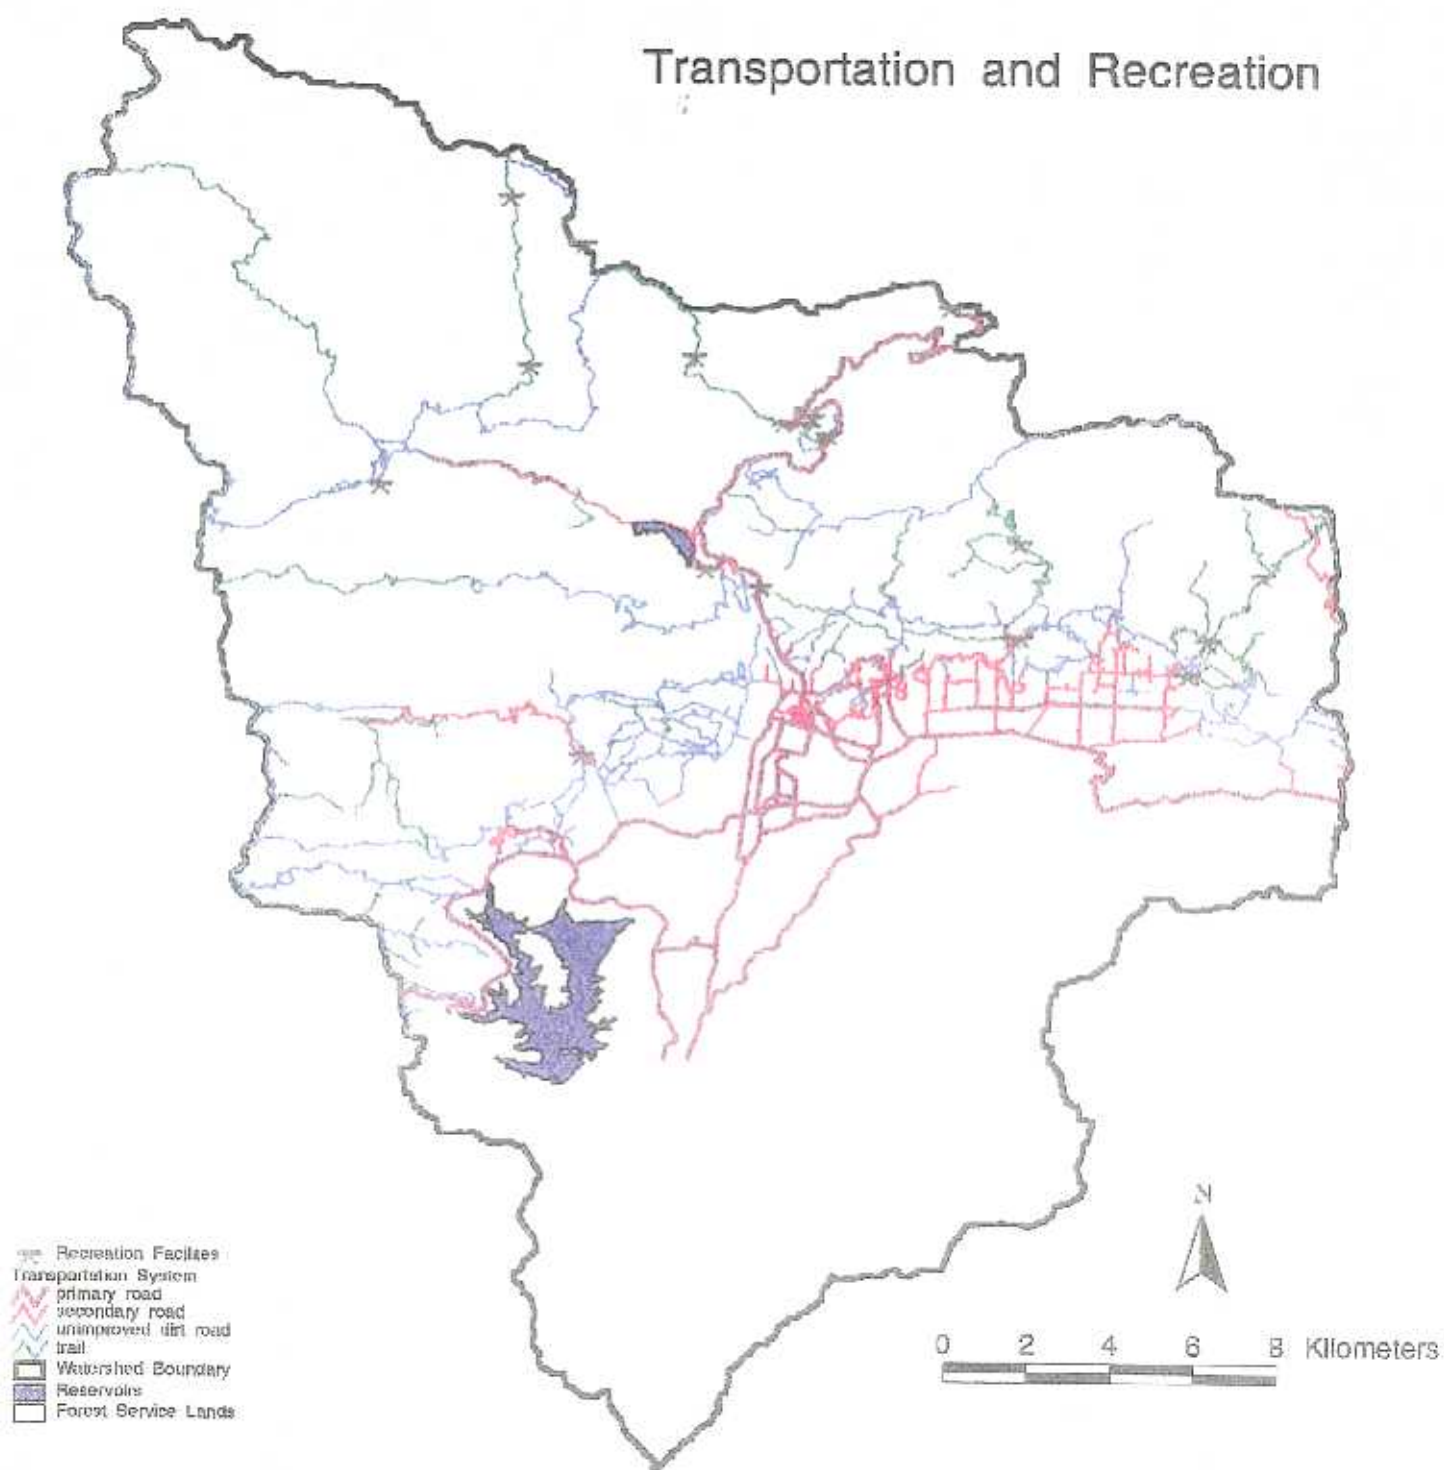 Transportation and Recreation
Recreation Facilities
Transportation System
primary road
secondary road
unimproved dirt road
trail
Watershed Boundary
Reservoirs
Forest Service Lands
N
0 2 4 6 8 Kilometers